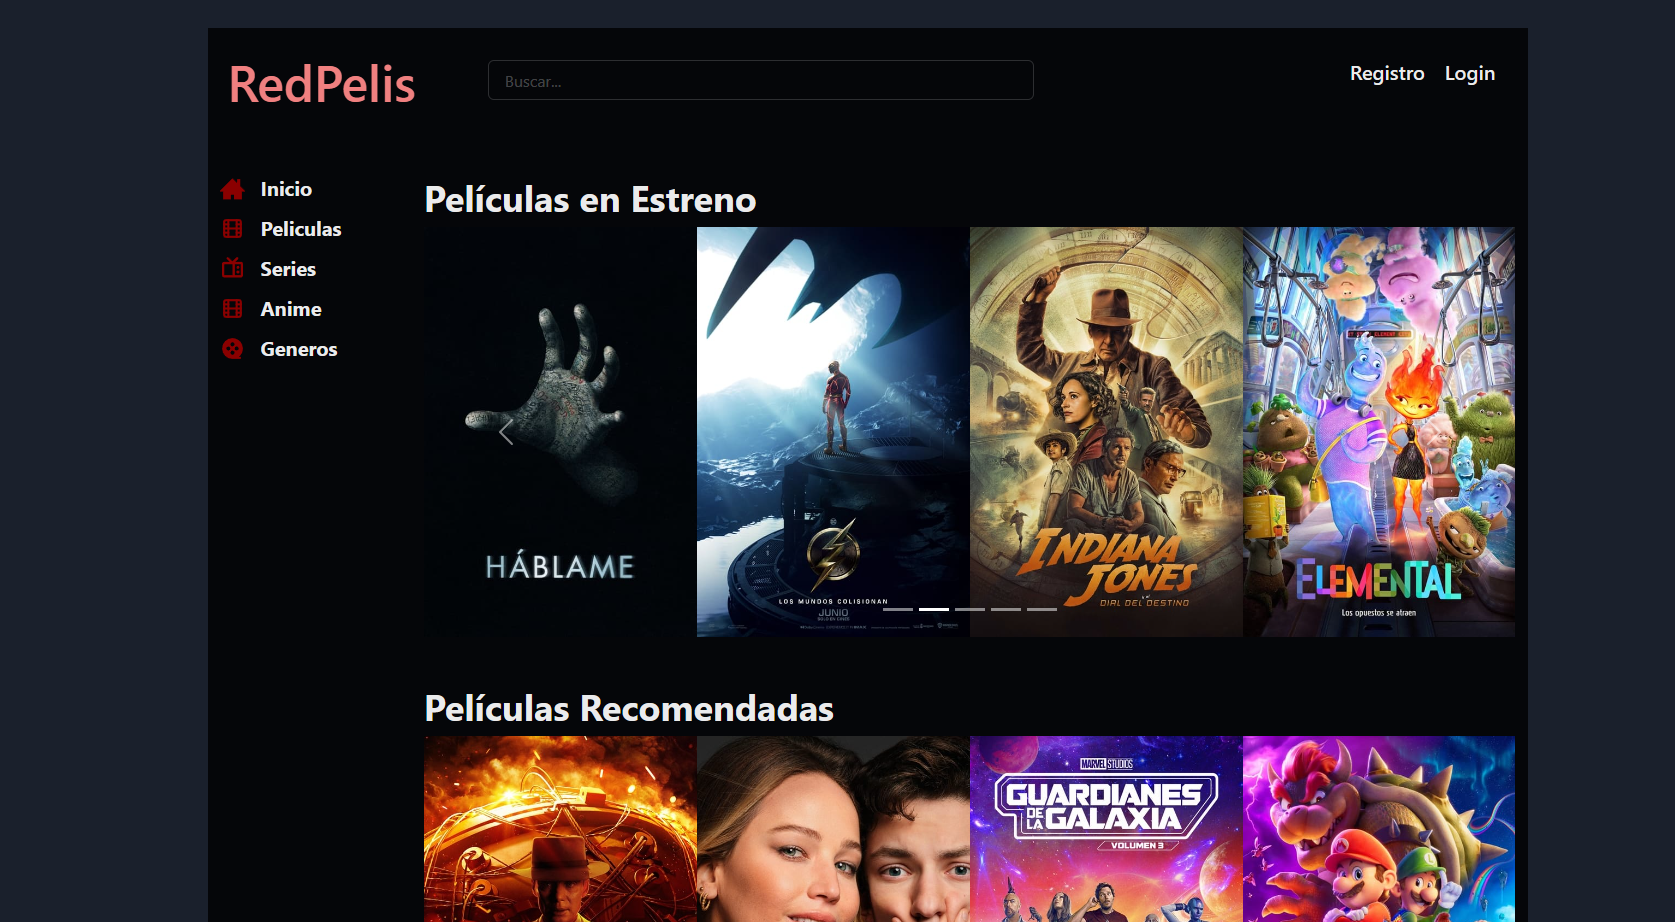 RedPelis
Buscar...
Registro
Login
Inicio
Peliculas
Series
Anime
Generos
Películas en Estreno
HÁBLAME
LOS MUNDOS COLISIONAN
JUNIO
INDIANA
JONES
DIAL DEL DESTINO
ELEMENTAL
Los opuestos se atraen
Películas Recomendadas
MARVEL STUDIOS
GUARDIANES
DE LA GALAXIA
VOLUMEN 3